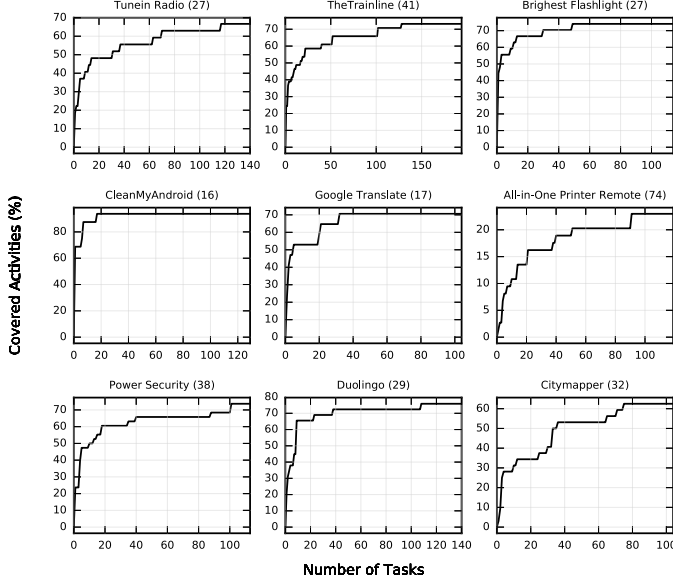 Tunein Radio (27) TheTrainline (41) Brighest Flashlight (27)
70 80 70 60 50 40 30 20 10 0
0 20 40 60 80 100 120 140
70 60 50 40 30 20 10 0
0 50 100 150
70 60 50 40 30 20 10 0
0 20 40 60 80 100
CleanMyAndroid (16) Google Translate (17) All-in-One Printer Remote (74)
80 60 40 20 0
0 20 40 60 80 100 120
70 60 50 40 30 20 10 0
0 20 40 60 80 100
20 15 10 5 0
0 20 40 60 80 100
Covered Activities (%)
Power Security (38) Duolingo (29) Citymapper (32)
70 60 50 40 30 20 10 0
0 20 40 60 80 100
80 70 60 50 40 30 20 10 0
0 20 40 60 80 100 120 140
60 50 40 30 20 10 0
0 20 40 60 80 100
Number of Tasks